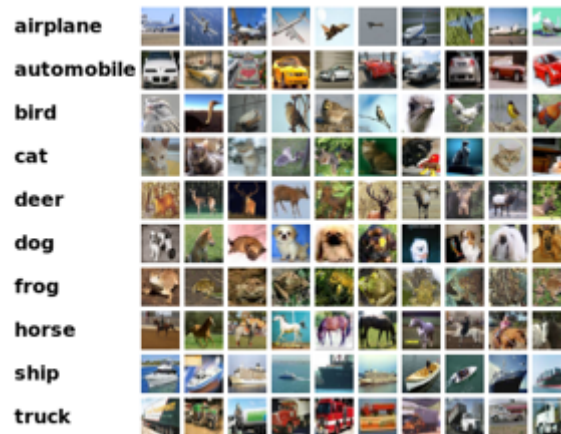 airplane
automobile
bird
cat
deer
dog
frog
horse
ship
truck